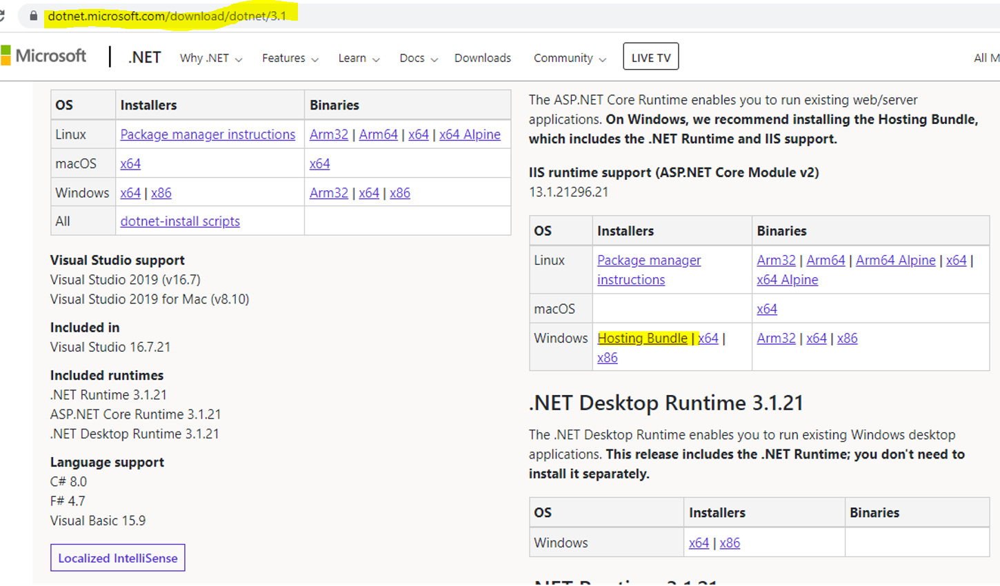 dotnet.microsoft.com/download/dotnet/3.1
Microsoft | .NET Why .NET Features Learn Docs Downloads Community LIVE TV All M
OS Installers Binaries
Linux Package manager instructions Arm32 | Arm64 | x64 | x64 Alpine
macOS x64 x64
Windows x64 | x86 Arm32 | x64 | x86
All dotnet-install scripts
Visual Studio support
Visual Studio 2019 (v16.7)
Visual Studio 2019 for Mac (v8.10)
Included in
Visual Studio 16.7.21
Included runtimes
.NET Runtime 3.1.21
ASP.NET Core Runtime 3.1.21
.NET Desktop Runtime 3.1.21
Language support
C# 8.0
F# 4.7
Visual Basic 15.9
Localized IntelliSense
The ASP.NET Core Runtime enables you to run existing web/server
applications. On Windows, we recommend installing the Hosting Bundle,
which includes the .NET Runtime and IIS support.
IIS runtime support (ASP.NET Core Module v2)
13.1.21296.21
OS Installers Binaries
Linux Package manager Arm32 | Arm64 | Arm64 Alpine | x64 |
instructions x64 Alpine
macOS x64
Windows Hosting Bundle | x64 | Arm32 | x64 | x86
x86
.NET Desktop Runtime 3.1.21
The .NET Desktop Runtime enables you to run existing Windows desktop
applications. This release includes the .NET Runtime; you don't need to
install it separately.
OS Installers Binaries
Windows x64 | x86
.NET Runtime 3.1.21